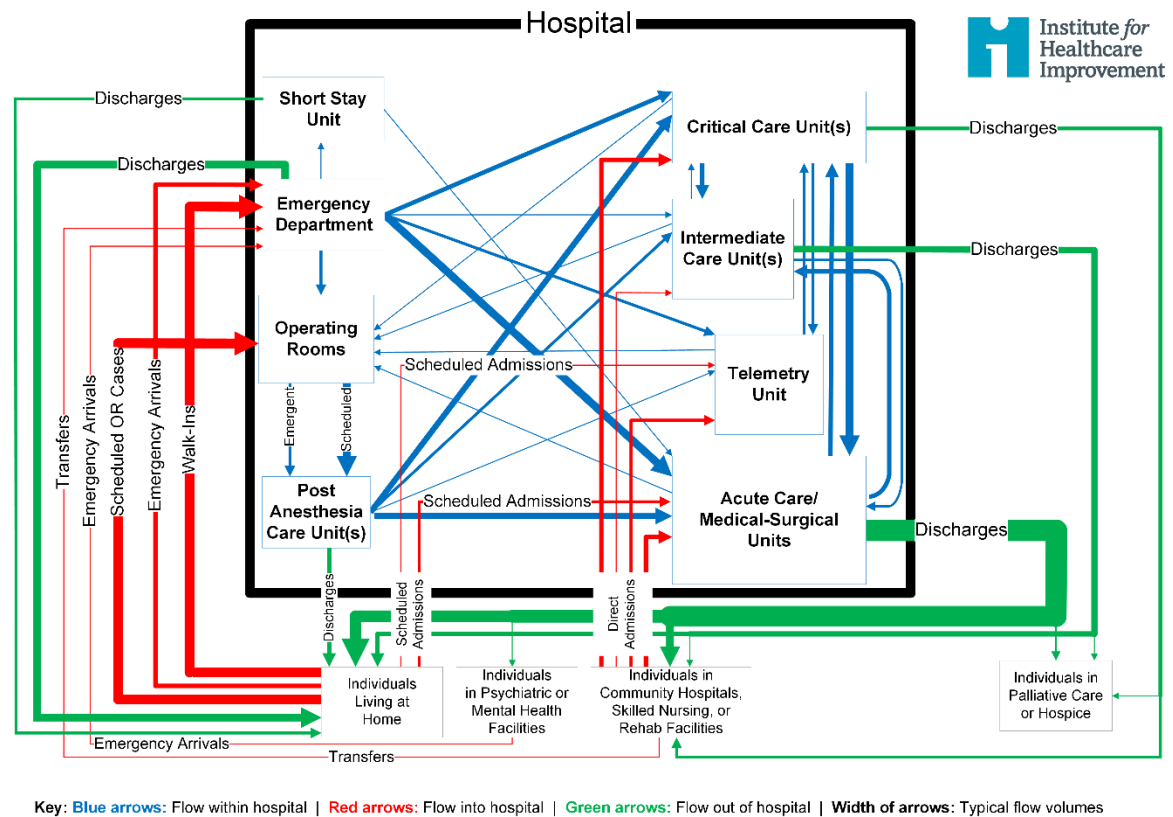 Hospital
Institute for
Healthcare
Improvement
Discharges
Short Stay
Unit
Critical Care Unit(s)
Discharges
Discharges
Emergency
Department
Intermediate
Care Unit(s)
Discharges
Operating
Rooms
Scheduled Admissions
Telemetry
Unit
Transfers
Emergency Arrivals
Scheduled OR Cases
Emergency Arrivals
Walk-Ins
Emergent
Scheduled
Post
Anesthesia
Care Unit(s)
Scheduled Admissions
Acute Care/
Medical-Surgical
Units
Discharges
Discharges
Scheduled
Admissions
Direct
Admissions
Individuals
Living at
Home
Individuals
in Psychiatric or
Mental Health
Facilities
Individuals in
Community Hospitals,
Skilled Nursing, or
Rehab Facilities
Individuals in
Palliative Care
or Hospice
Emergency Arrivals
Transfers
Key: Blue arrows: Flow within hospital | Red arrows: Flow into hospital | Green arrows: Flow out of hospital | Width of arrows: Typical flow volumes